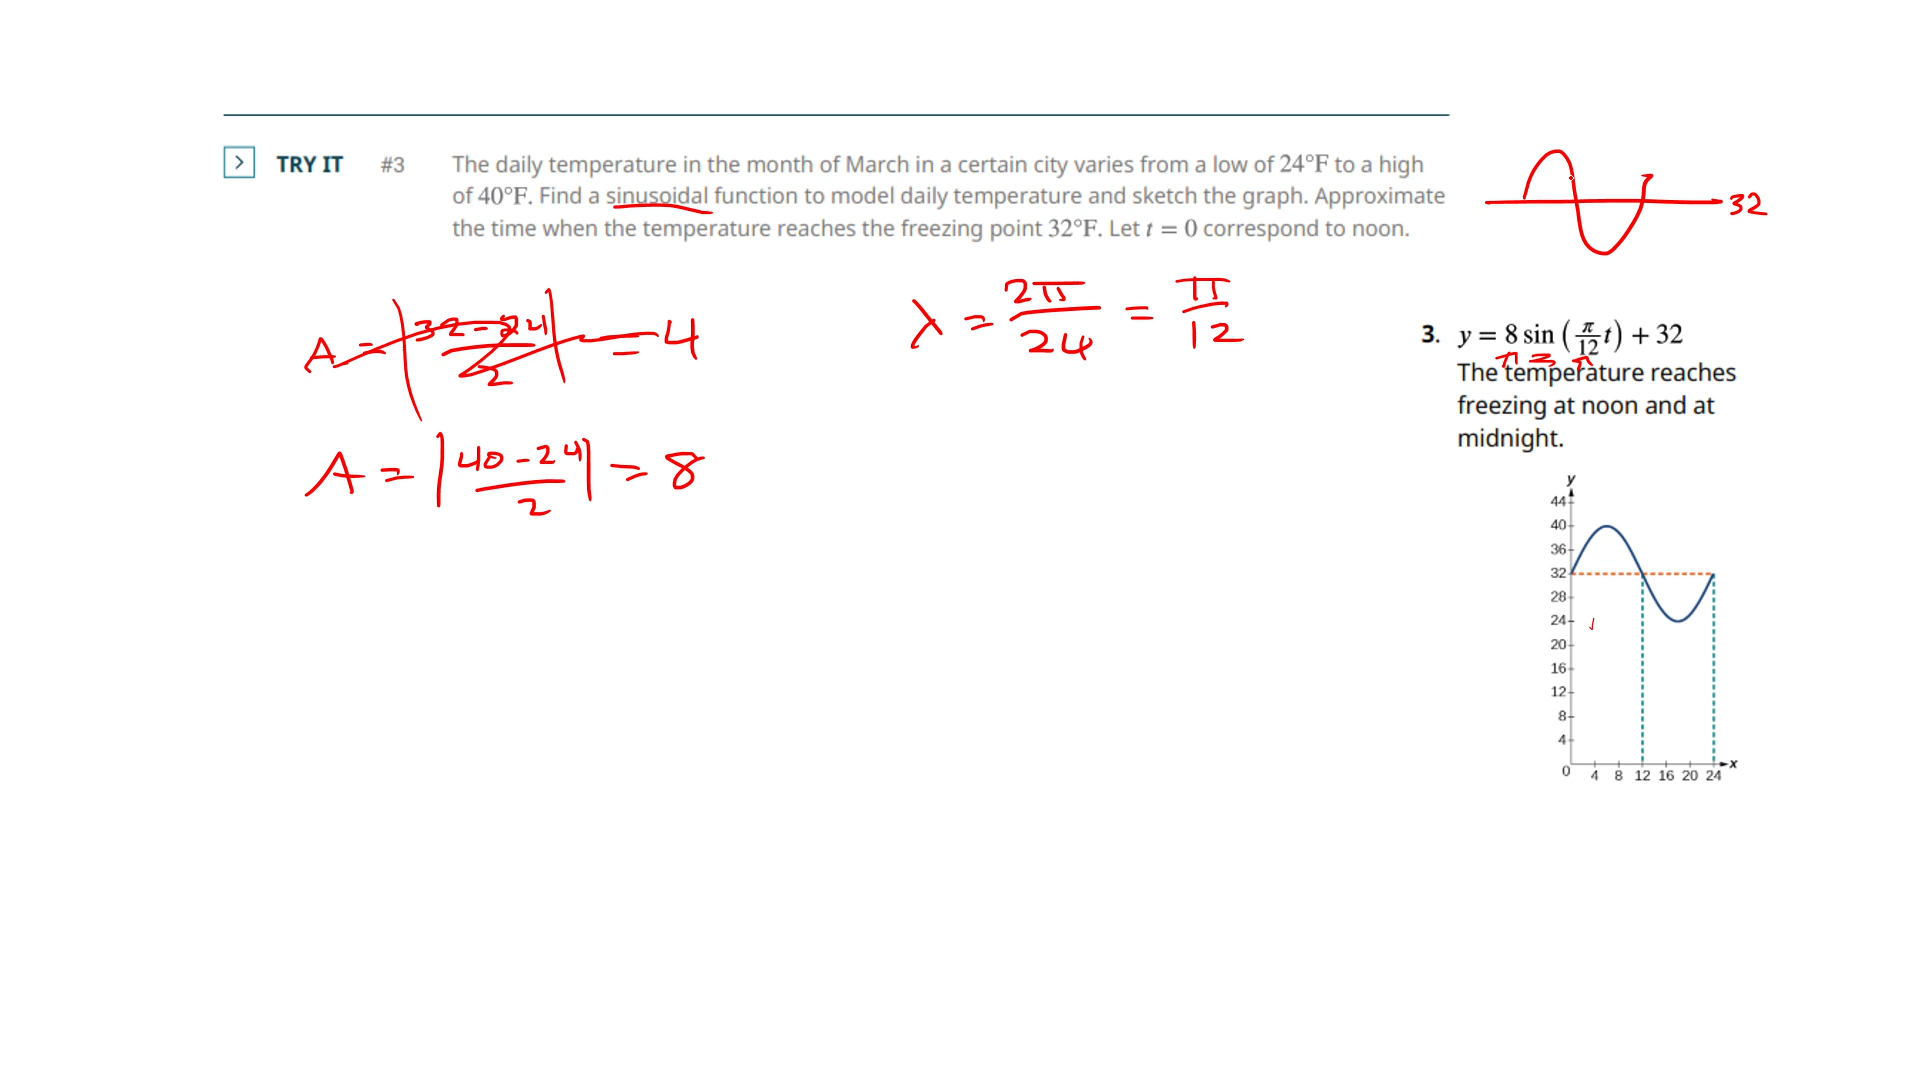 > TRY IT #3 The daily temperature in the month of March in a certain city varies from a low of 24°F to a high
of 40°F. Find a sinusoidal function to model daily temperature and sketch the graph. Approximate
the time when the temperature reaches the freezing point 32°F. Let t = 0 correspond to noon.
32
A = |32-24/2| = 4
λ = 2π/24 = π/12
A = |40-24/2| = 8
3. y = 8 sin (π/12 t) + 32
π = π
The temperature reaches
freezing at noon and at
midnight.
y
44
40
36
32
28
24
20
16
12
8
4
0 4 8 12 16 20 24 x